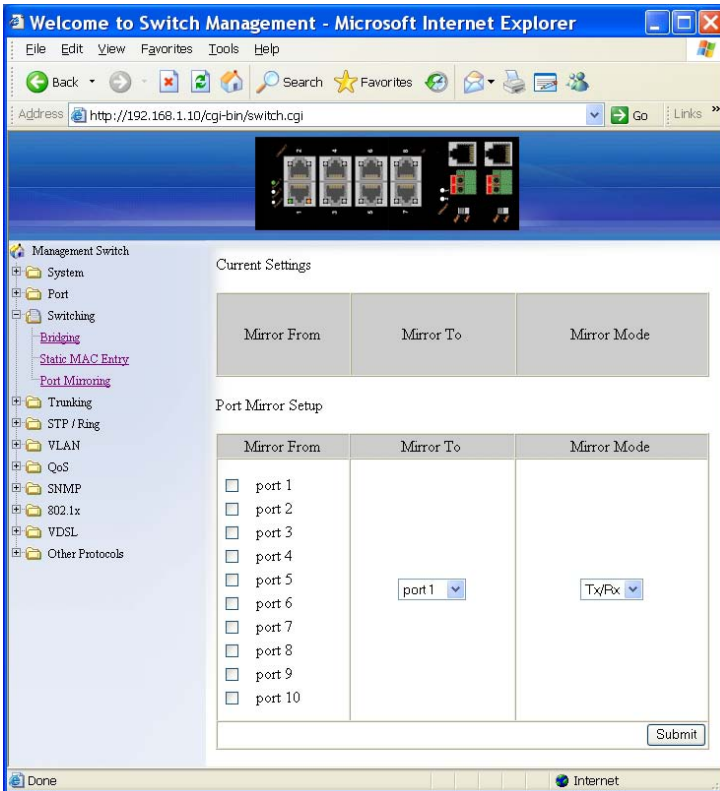 Welcome to Switch Management - Microsoft Internet Explorer
File Edit View Favorites Tools Help
Back Search Favorites
Address http://192.168.1.10/cgi-bin/switch.cgi Go Links »
Management Switch
System
Port
Switching
Bridging
Static MAC Entry
Port Mirroring
Trunking
STP / Ring
VLAN
QoS
SNMP
802.1x
VDSL
Other Protocols
Current Settings
Mirror From Mirror To Mirror Mode
Port Mirror Setup
Mirror From Mirror To Mirror Mode
port 1
port 2
port 3
port 4
port 5
port 6
port 7
port 8
port 9
port 10
port 1
Tx/Rx
Submit
Done Internet